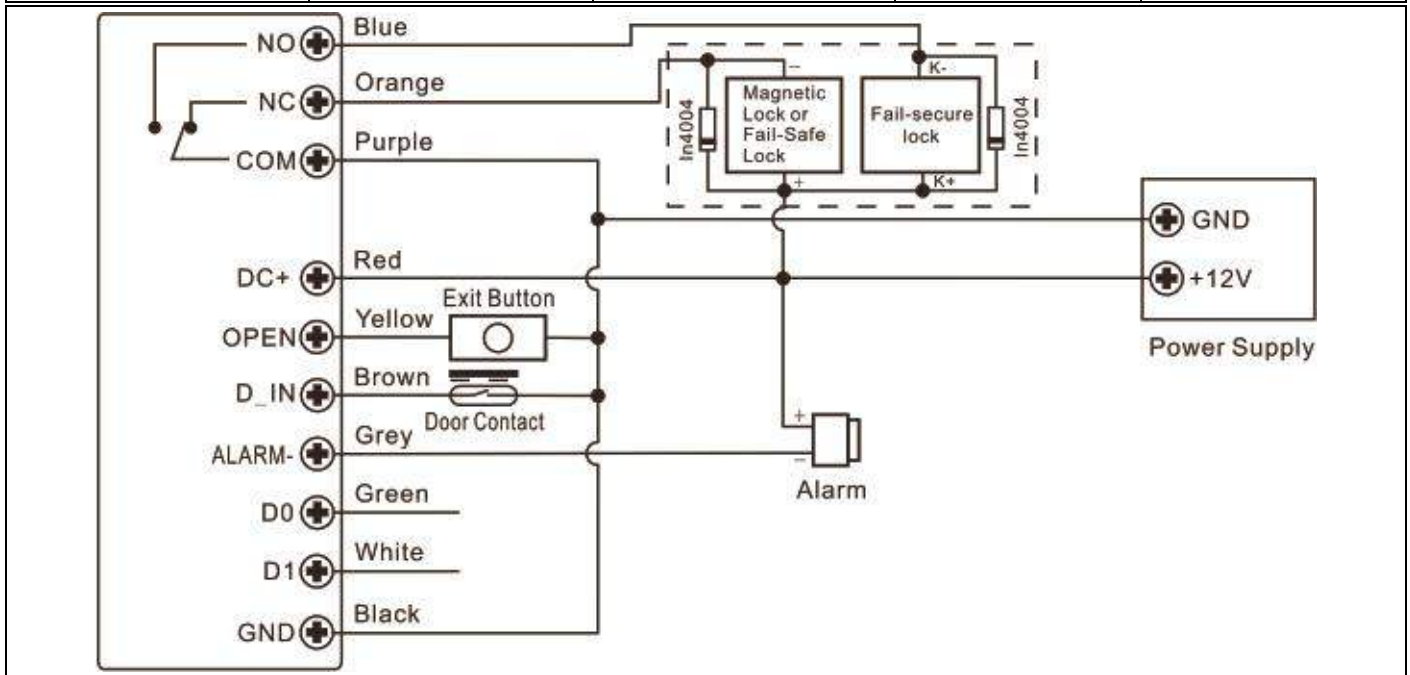 NO
Blue
NC
Orange
COM
Purple
DC+
Red
OPEN
Yellow
Exit Button
D_IN
Brown
Door Contact
ALARM-
Grey
D0
Green
D1
White
GND
Black
In4004
–
Magnetic
Lock or
Fail-Safe
Lock
+
K-
Fail-secure
lock
K+
In4004
+
–
Alarm
GND
+12V
Power Supply